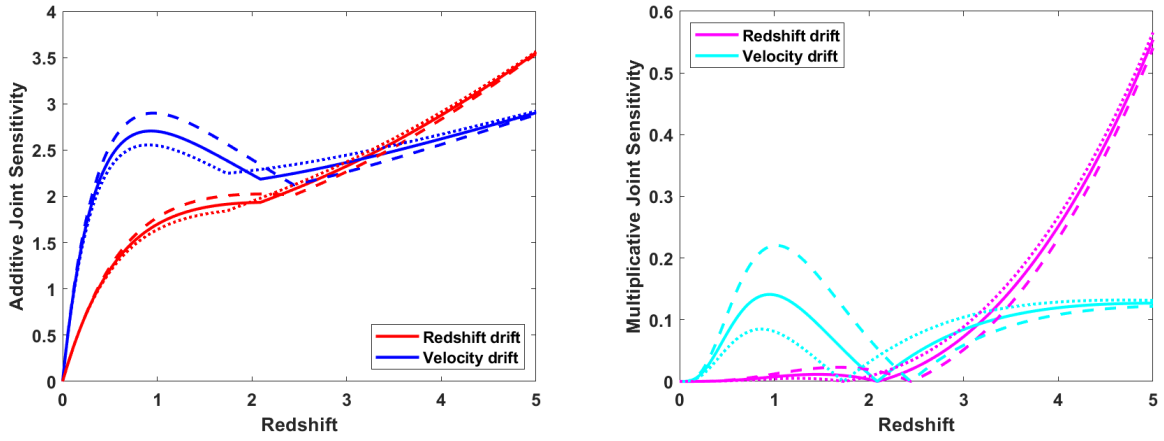 Additive Joint Sensitivity
4
3.5
3
2.5
2
1.5
1
0.5
0
0 1 2 3 4 5
Redshift
Redshift drift
Velocity drift
Multiplicative Joint Sensitivity
0.6
0.5
0.4
0.3
0.2
0.1
0
0 1 2 3 4 5
Redshift
Redshift drift
Velocity drift